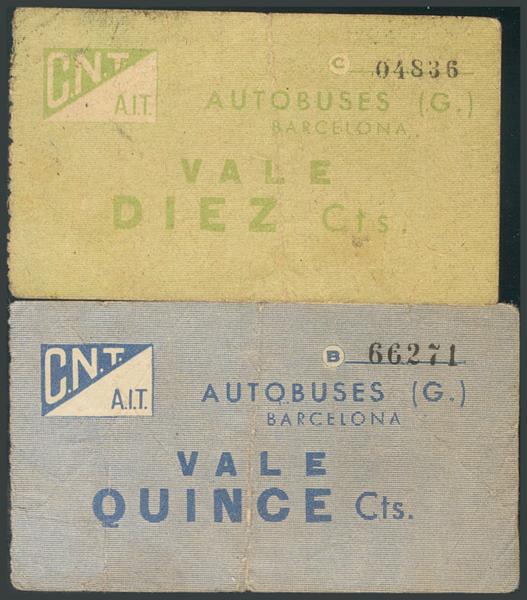 C.N.T.
A.I.T.
C 04836
AUTOBUSES (G.)
BARCELONA
VALE
DIEZ Cts.
C.N.T.
A.I.T.
B 66271
AUTOBUSES (G.)
BARCELONA
VALE
QUINCE Cts.